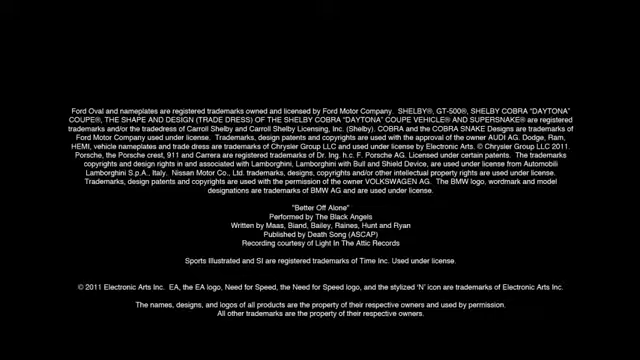 Ford Oval and nameplates are registered trademarks owned and licensed by Ford Motor Company.  SHELBY®, GT-500®, SHELBY COBRA "DAYTONA"
COUPE®, THE SHAPE AND DESIGN (TRADE DRESS) OF THE SHELBY COBRA "DAYTONA" COUPE VEHICLE® AND SUPERSNAKE® are registered
trademarks and/or the tradedress of Carroll Shelby and Carroll Shelby Licensing, Inc. (Shelby). COBRA and the COBRA SNAKE Designs are trademarks of
Ford Motor Company used under license.  Trademarks, design patents and copyrights are used with the approval of the owner AUDI AG.  Dodge, Ram,
HEMI, vehicle nameplates and trade dress are trademarks of Chrysler Group LLC and used under license by Electronic Arts. © Chrysler Group LLC 2011.
Porsche, the Porsche crest, 911 and Carrera are registered trademarks of Dr. Ing. h.c. F. Porsche AG. Licensed under certain patents. The trademarks
copyrights and design rights in and associated with Lamborghini, Lamborghini with Bull and Shield Device, are used under license from Automobili
Lamborghini S.p.A., Italy.  Nissan Motor Co., Ltd. trademarks, designs, copyrights and/or other intellectual property rights are used under license.
Trademarks, design patents and copyrights are used with the permission of the owner VOLKSWAGEN AG.  The BMW logo, wordmark and model
designations are trademarks of BMW AG and are used under license.
"Better Off Alone"
Performed by The Black Angels
Written by Maas, Biand, Bailey, Raines, Hunt and Ryan
Published by Death Song (ASCAP)
Recording courtesy of Light In The Attic Records
Sports Illustrated and SI are registered trademarks of Time Inc.  Used under license.
© 2011 Electronic Arts Inc.  EA, the EA logo, Need for Speed, the Need for Speed logo, and the stylized 'N' icon are trademarks of Electronic Arts Inc.
The names, designs, and logos of all products are the property of their respective owners and used by permission.
All other trademarks are the property of their respective owners.